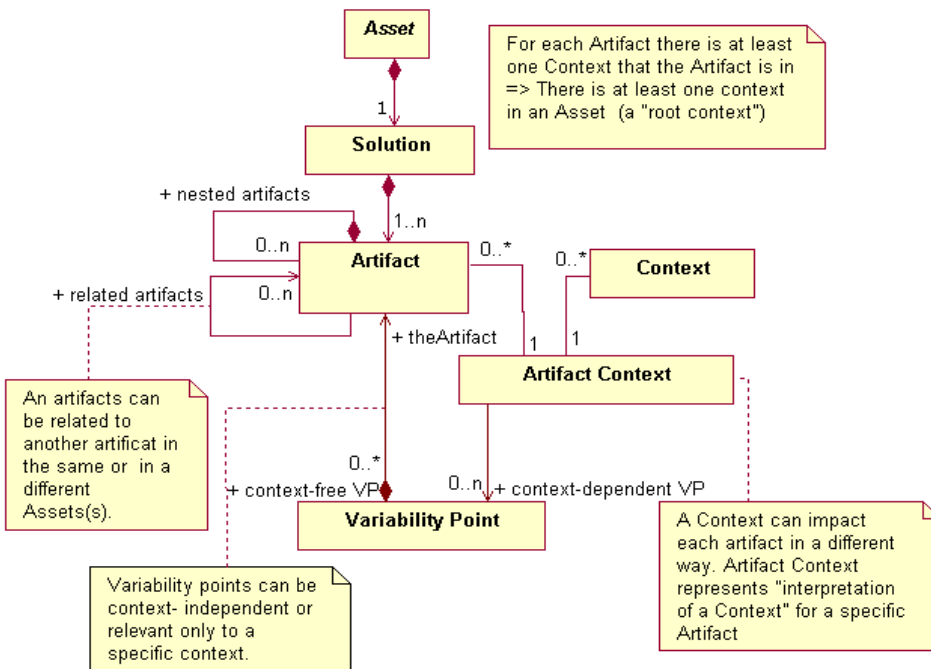 Asset
For each Artifact there is at least
one Context that the Artifact is in
=> There is at least one context
in an Asset (a "root context")
1
Solution
+ nested artifacts
1..n
0..n
Artifact
0..*
0..*
Context
+ related artifacts
0..n
+ theArtifact
1
1
Artifact Context
An artifacts can
be related to
another artificat in
the same or in a
different
Assets(s).
0..*
+ context-free VP
0..n
+ context-dependent VP
Variability Point
A Context can impact
each artifact in a different
way. Artifact Context
represents "interpretation
of a Context" for a specific
Artifact
Variability points can be
context- independent or
relevant only to a
specific context.